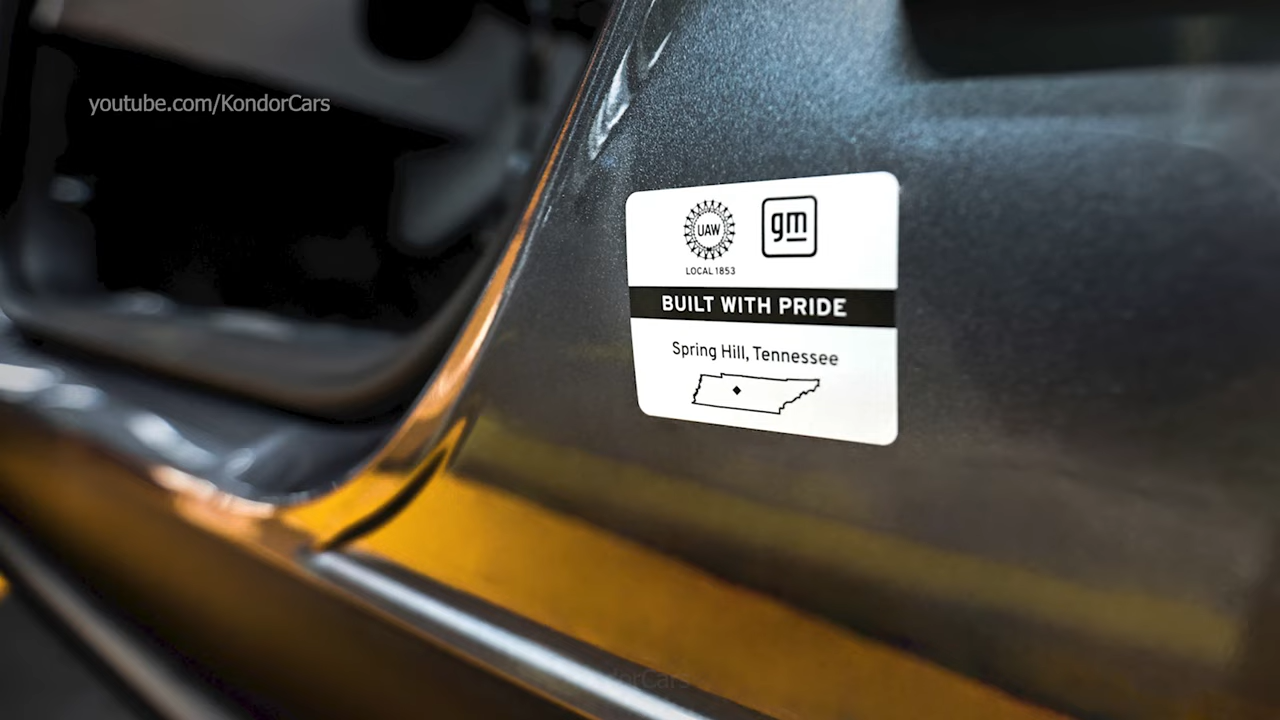 youtube.com/KondorCars
UAW
gm
LOCAL 1853
BUILT WITH PRIDE
Spring Hill, Tennessee